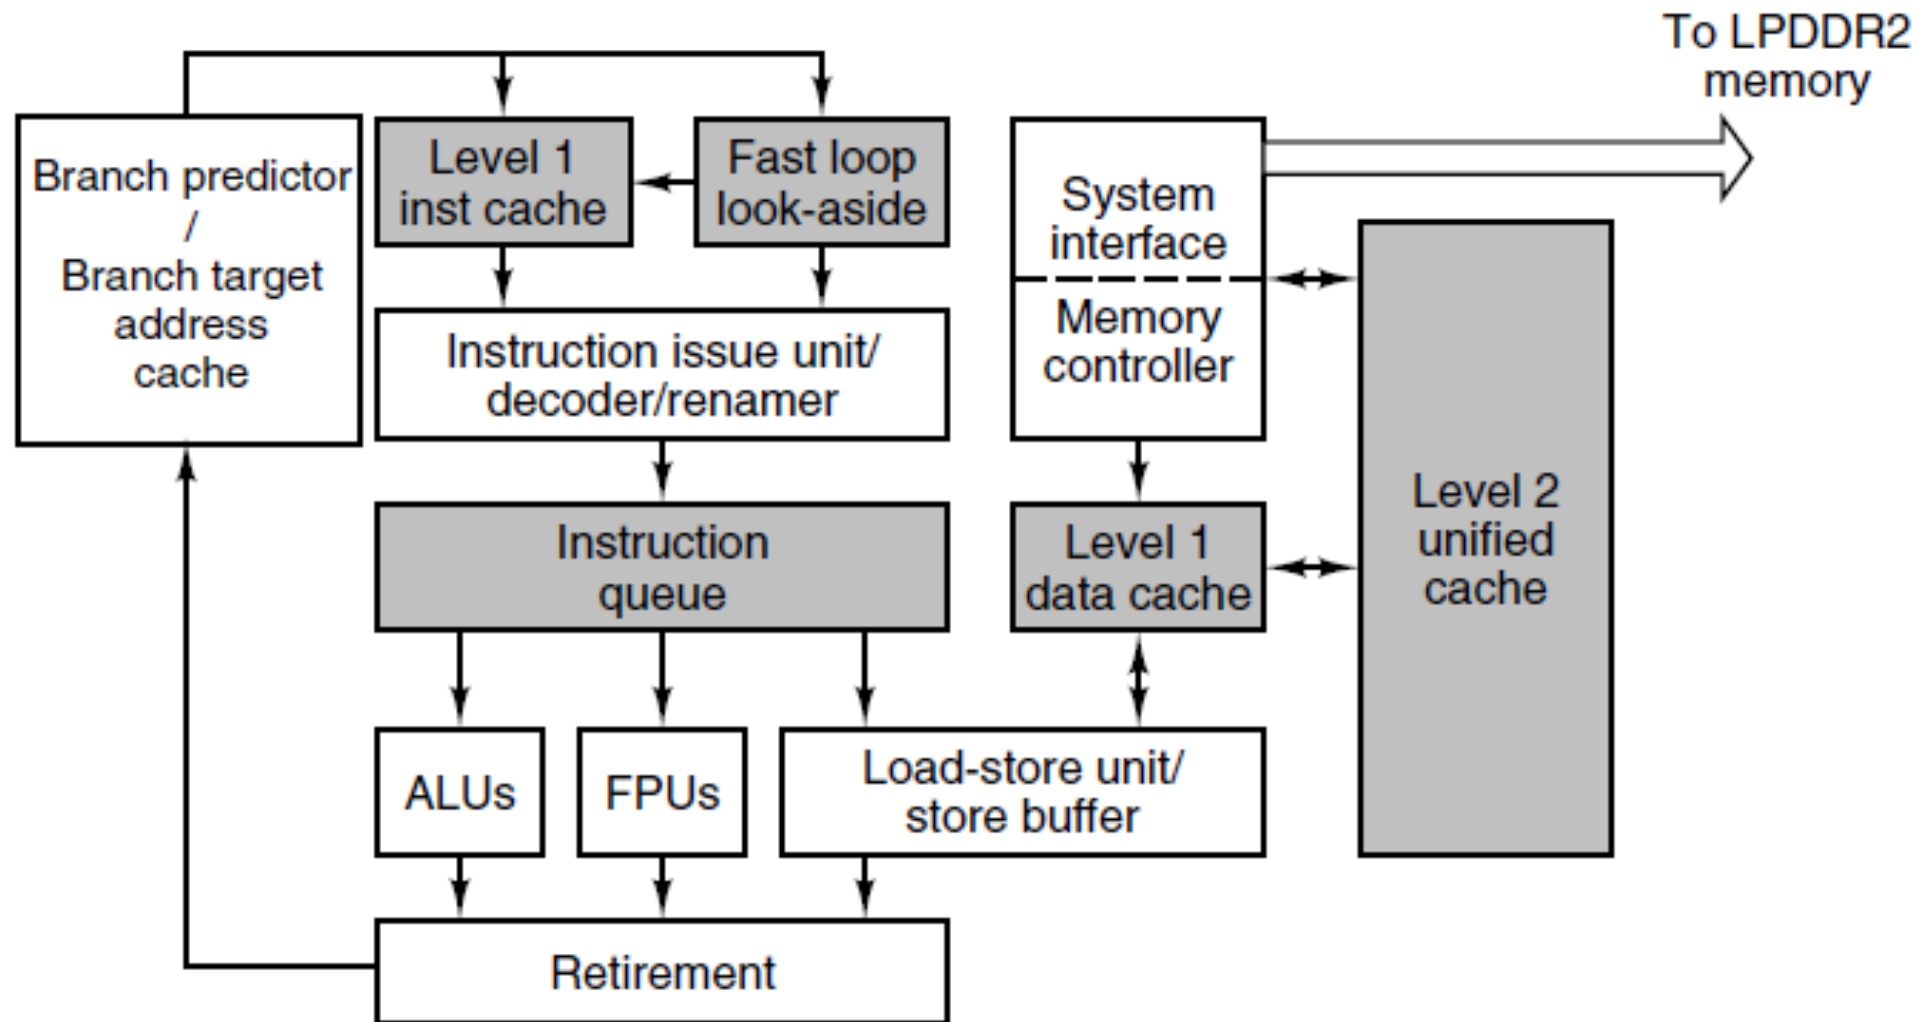 To LPDDR2
memory
Branch predictor
/
Branch target
address
cache
Level 1
inst cache
Fast loop
look-aside
System
interface
Memory
controller
Instruction issue unit/
decoder/renamer
Instruction
queue
Level 1
data cache
Level 2
unified
cache
ALUs
FPUs
Load-store unit/
store buffer
Retirement